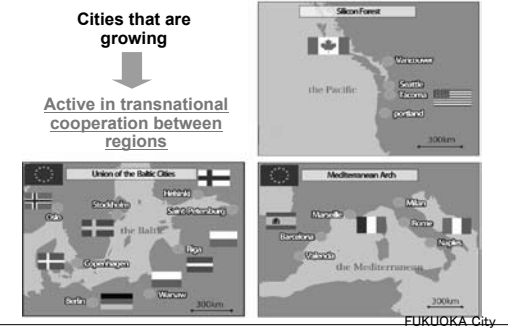 Cities that are
growing
Active in transnational
cooperation between
regions
Silicon Forest
Vancouver
Seattle
Tacoma
portland
the Pacific
300km
Union of the Baltic Cities
Helsinki
Stockholm
Saint Petersburg
Oslo
the Baltic
Riga
Copenhagen
Berlin
Warsaw
300km
Mediterranean Arch
Milan
Marseille
Rome
Barcelona
Naples
Valencia
the Mediterranean
200km
FUKUOKA City